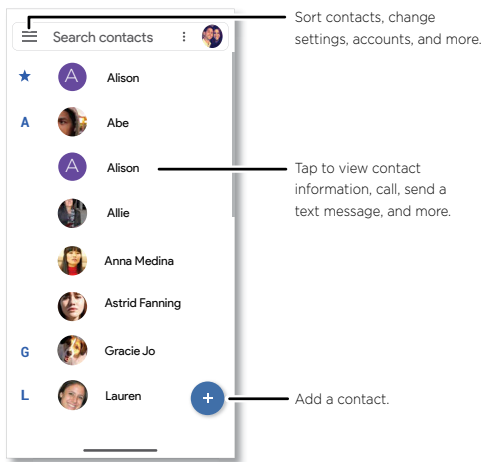 Sort contacts, change
settings, accounts, and more.
Search contacts
A Alison
A Abe
A Alison
Tap to view contact
information, call, send a
text message, and more.
Allie
Anna Medina
Astrid Fanning
G Gracie Jo
L Lauren
Add a contact.